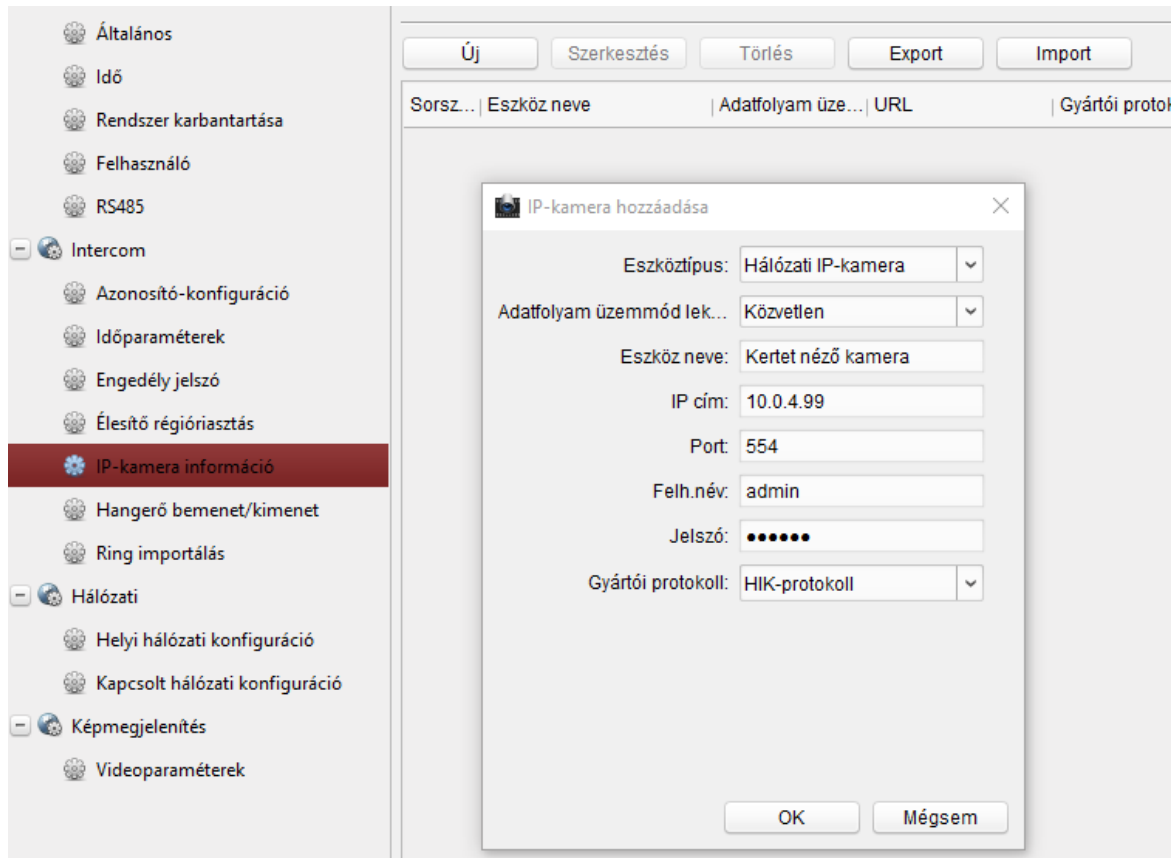 Általános
Idő
Rendszer karbantartása
Felhasználó
RS485
Intercom
Azonosító-konfiguráció
Időparaméterek
Engedély jelszó
Élesítő régióriasztás
IP-kamera információ
Hangerő bemenet/kimenet
Ring importálás
Hálózati
Helyi hálózati konfiguráció
Kapcsolt hálózati konfiguráció
Képmegjelenítés
Videoparaméterek
Új Szerkesztés Törlés Export Import
Sorsz... Eszköz neve Adatfolyam üze... URL Gyártói protok
IP-kamera hozzáadása
Eszköztípus: Hálózati IP-kamera
Adatfolyam üzemmód lek... Közvetlen
Eszköz neve: Kertet néző kamera
IP cím: 10.0.4.99
Port: 554
Felh.név: admin
Jelszó: ●●●●●●
Gyártói protokoll: HIK-protokoll
OK Mégsem